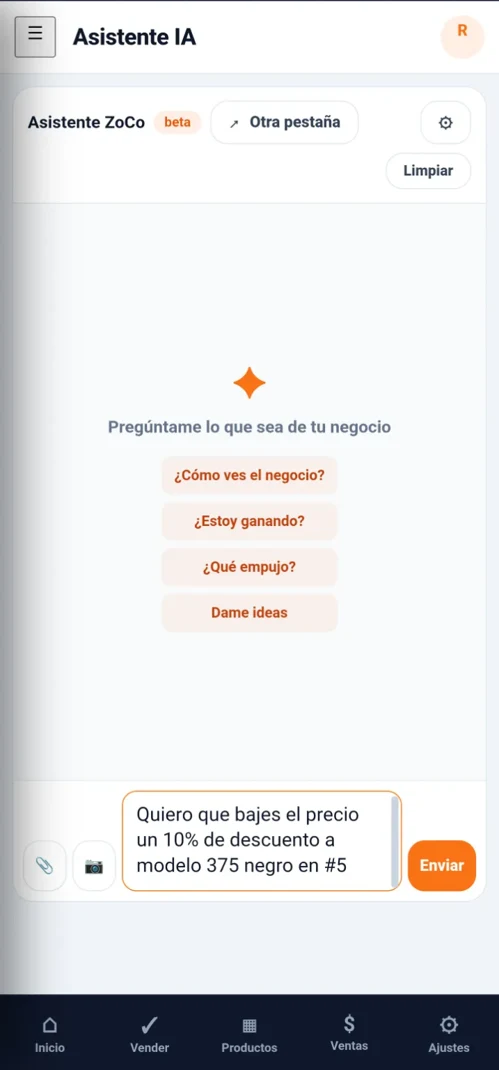 Asistente IA
R
Asistente ZoCo
beta
Otra pestaña
Limpiar
Pregúntame lo que sea de tu negocio
¿Cómo ves el negocio?
¿Estoy ganando?
¿Qué empujo?
Dame ideas
Quiero que bajes el precio
un 10% de descuento a
modelo 375 negro en #5
Enviar
Inicio
Vender
Productos
Ventas
Ajustes